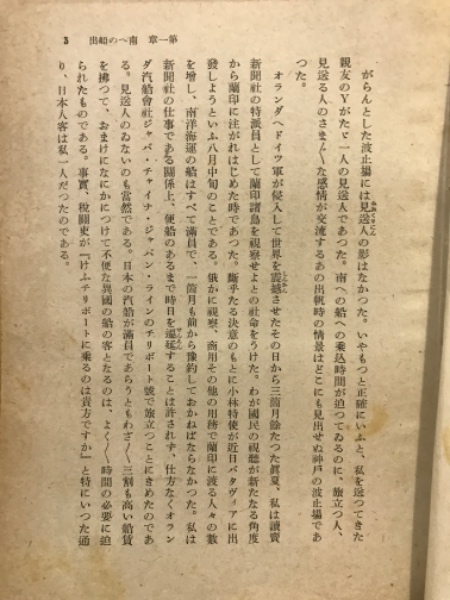 第一章 南への船出 3
がらんとした波止場には見送人の影はなかつた。いやもつと正確にいふと、私を送つてきた
親友のYがたゞ一人の見送人であつた。南への船への乗込時間が迫つてゐるのに、旅立つ人、
見送る人のさま〲な感情が交流するあの出帆時の情景はどこにも見出せぬ神戸の波止場であ
つた。
オランダへドイツ軍が侵入して世界を震撼させたその日から三箇月餘たつた眞夏、私は讀賣
新聞社の特派員として蘭印諸島を視察せよとの社命をうけた。わが國民の視聽が新たなる角度
から蘭印に注がれはじめた時であつた。斷乎たる決意のもとに小林特使が近日バタヴィアに出
發しようといふ八月中旬のことである。俄かに視察、商用その他の用務で蘭印に渡る人々の數
を増し、南洋海運の船はすべて滿員で、一箇月も前から豫約しておかねばならなかつた。私は
新聞社の仕事である關係上、便船のあるまで時日を遷延することは許されず、仕方なくオラン
ダ汽船會社ジャバ・チャイナ・ジャパン・ラインのチリボート號で旅立つことにきめたのであ
る。見送人のゐないのも當然である。日本の汽船が滿員であらうともわざ〱三割も高い船賃
を拂つて、おまけになにかにつけて不便な異國の船の客となるのは、よく〱時間の必要に迫
られたものである。事實、税關吏が『けふチリボートに乗るのは貴方ですか』と特にいつた通
り、日本人客は私一人だつたのである。